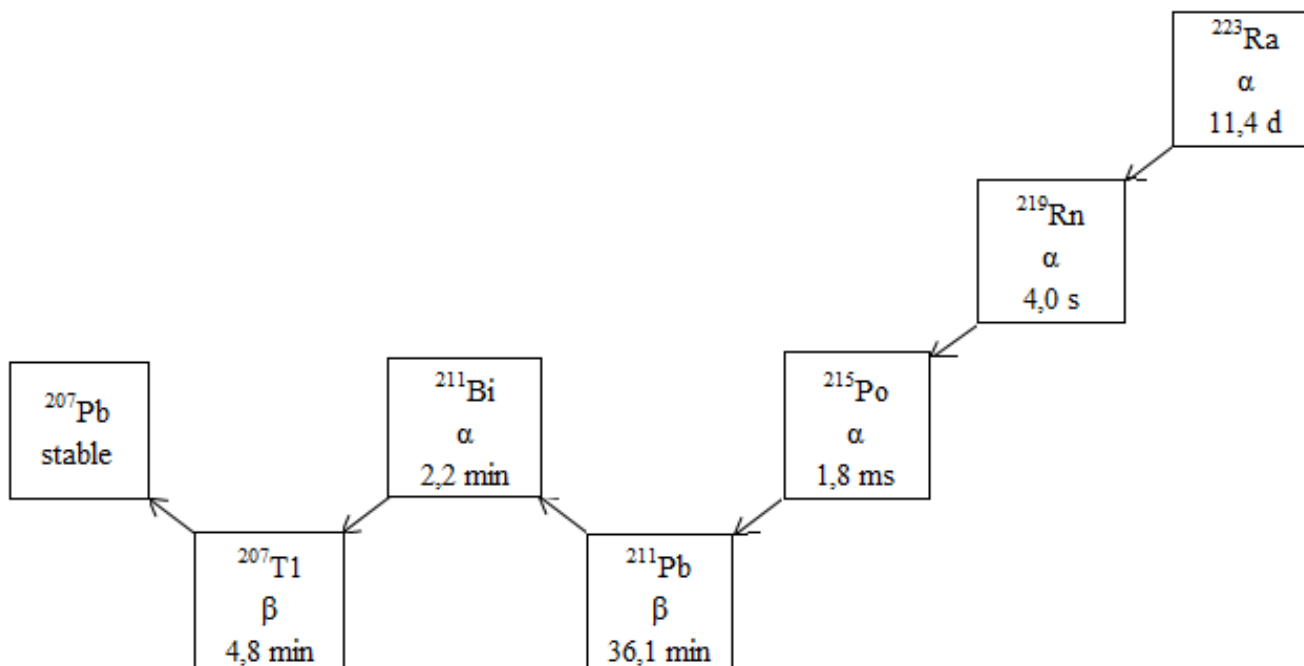 ²²³Ra
α
11,4 d
²¹⁹Rn
α
4,0 s
²¹⁵Po
α
1,8 ms
²¹¹Pb
β
36,1 min
²¹¹Bi
α
2,2 min
²⁰⁷T1
β
4,8 min
²⁰⁷Pb
stable